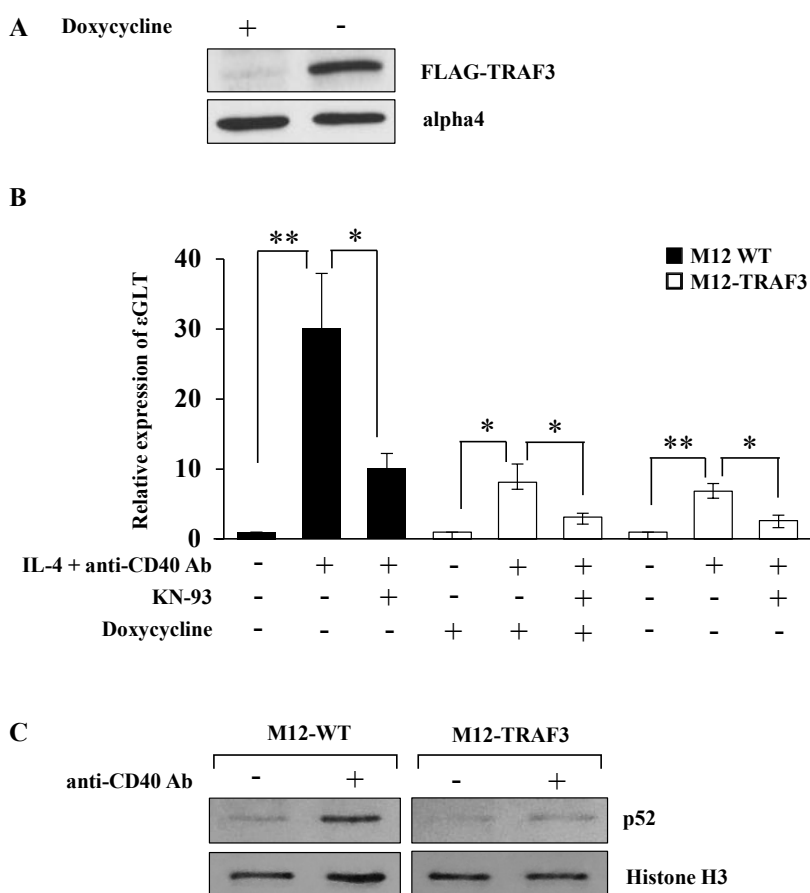 A
Doxycycline + -
FLAG-TRAF3
alpha4
B
** *
40
M12 WT
M12-TRAF3
30
20
* *
** *
10
0
Relative expression of εGLT
IL-4 + anti-CD40 Ab - + + - + + - + +
KN-93 - - + - - + - - +
Doxycycline - - - + + + - - -
C
M12-WT M12-TRAF3
anti-CD40 Ab - + - +
p52
Histone H3